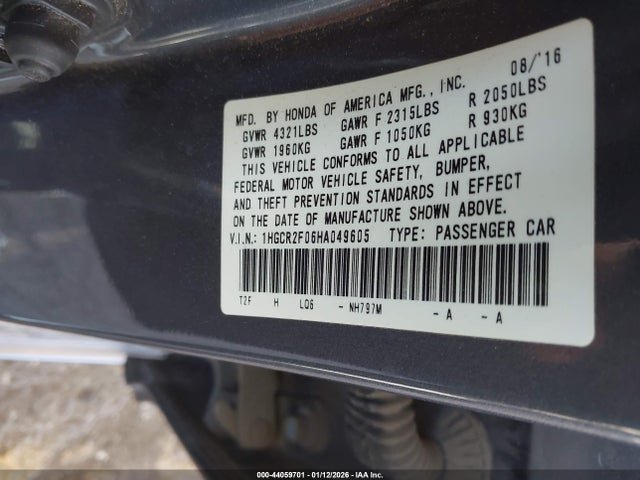 MFD. BY HONDA OF AMERICA MFG., INC. 08/'16
GVWR 4321LBS GAWR F 2315LBS R 2050LBS
GVWR 1960KG GAWR F 1050KG R 930KG
THIS VEHICLE CONFORMS TO ALL APPLICABLE
FEDERAL MOTOR VEHICLE SAFETY, BUMPER,
AND THEFT PREVENTION STANDARDS IN EFFECT
ON THE DATE OF MANUFACTURE SHOWN ABOVE.
V.I.N.: 1HGCR2F06HA049605 TYPE: PASSENGER CAR
T2F H LQ6 - NH797M - A - A
000-44059701 - 01/12/2026 - IAA Inc.